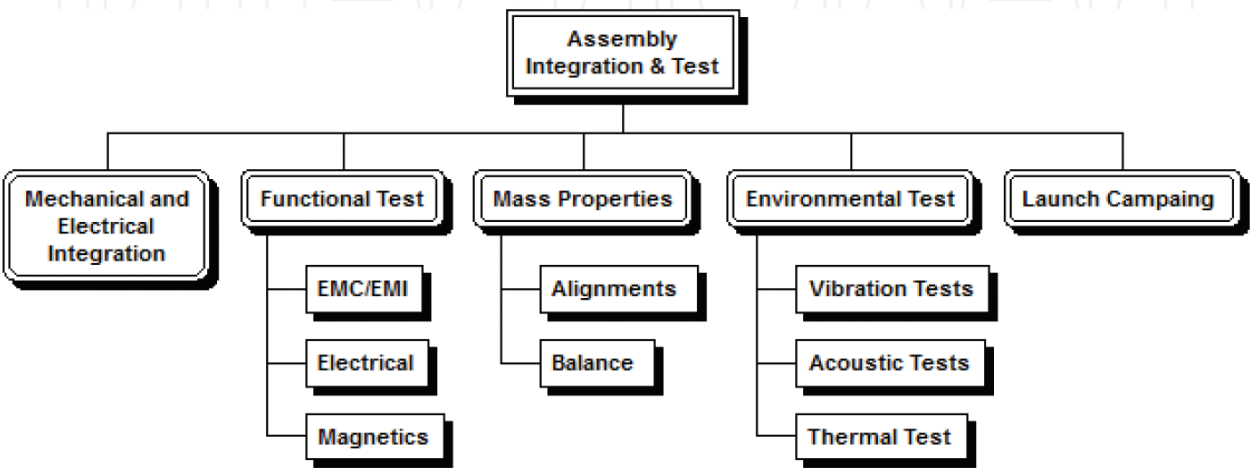 Assembly
Integration & Test
Mechanical and
Electrical
Integration
Functional Test
Mass Properties
Environmental Test
Launch Campaing
EMC/EMI
Alignments
Vibration Tests
Electrical
Balance
Acoustic Tests
Magnetics
Thermal Test